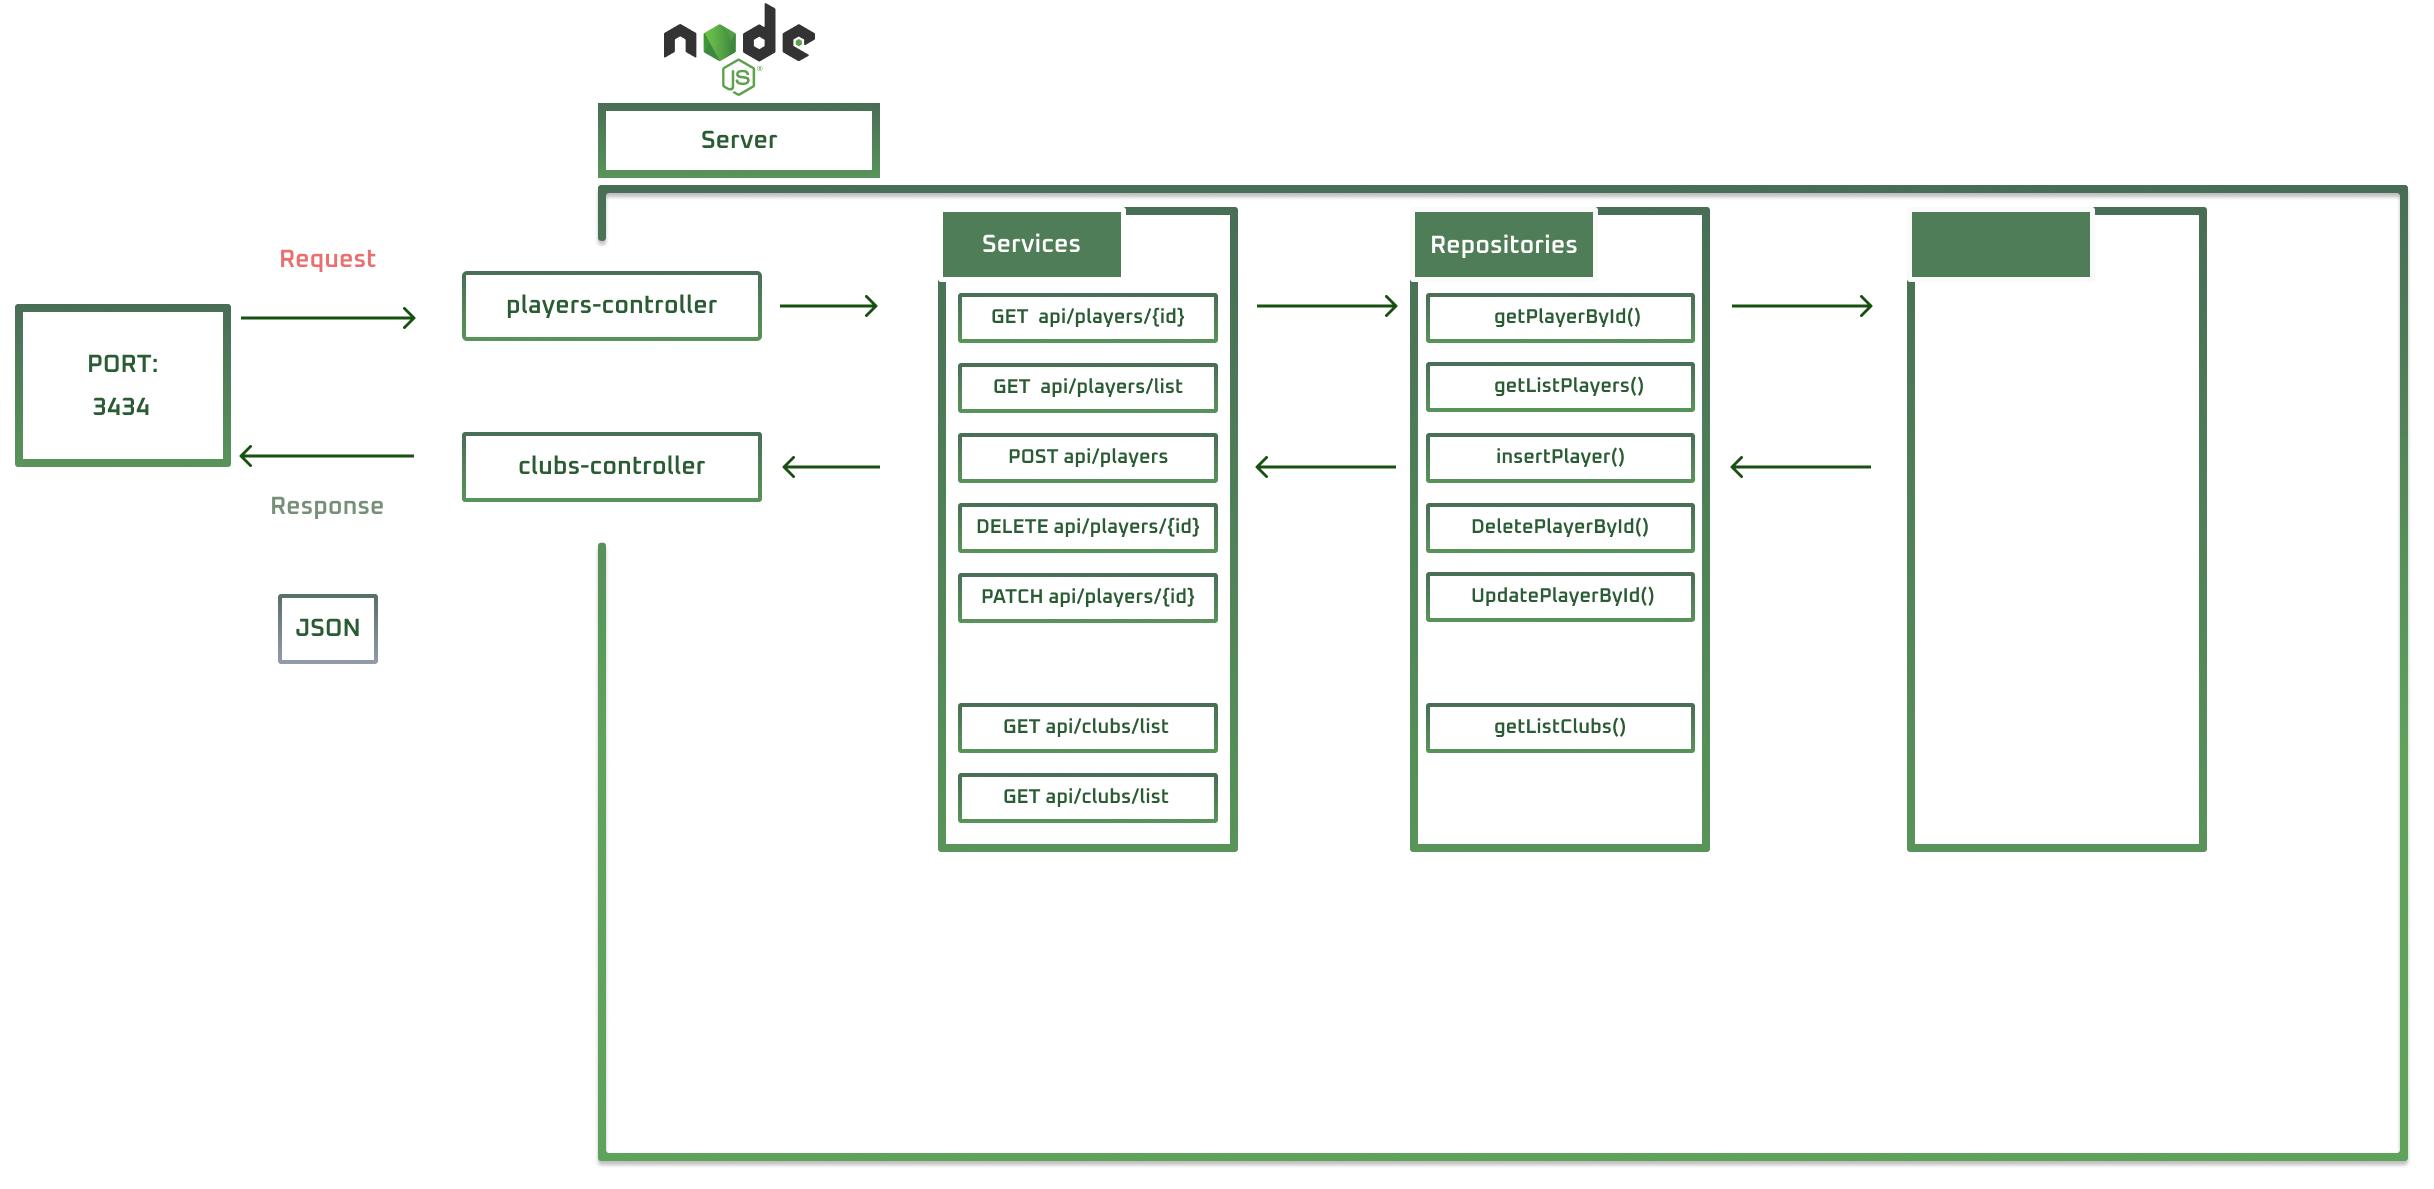 node
JS®
Server
Request
PORT:
3434
Response
JSON
players-controller
clubs-controller
Services
GET  api/players/{id}
GET  api/players/list
POST api/players
DELETE api/players/{id}
PATCH api/players/{id}
GET api/clubs/list
GET api/clubs/list
Repositories
getPlayerById()
getListPlayers()
insertPlayer()
DeletePlayerById()
UpdatePlayerById()
getListClubs()